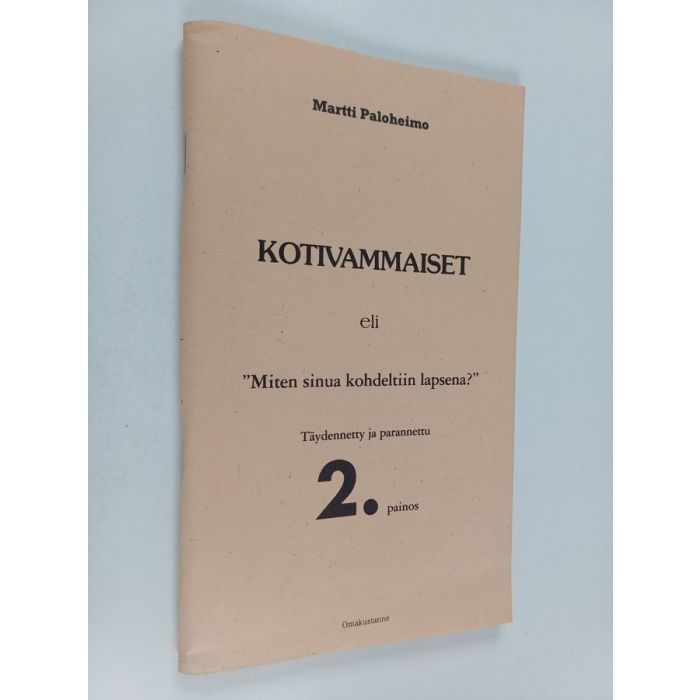 Martti Paloheimo
KOTIVAMMAISET
eli
”Miten sinua kohdeltiin lapsena?”
Täydennetty ja parannettu
2. painos
Omakustanne